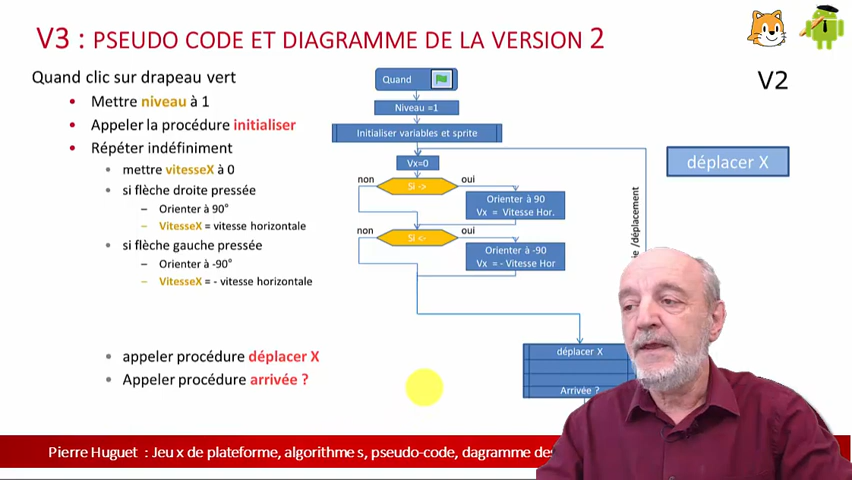 V3 : PSEUDO CODE ET DIAGRAMME DE LA VERSION 2
Quand clic sur drapeau vert
Mettre niveau à 1
Appeler la procédure initialiser
Répéter indéfiniment
mettre vitesseX à 0
si flèche droite pressée
Orienter à 90°
VitesseX = vitesse horizontale
si flèche gauche pressée
Orienter à -90°
VitesseX = - vitesse horizontale
appeler procédure déplacer X
Appeler procédure arrivée ?
Quand
Niveau =1
Initialiser variables et sprite
Vx=0
non
Si ->
oui
Orienter à 90
Vx = Vitesse Hor.
non
Si <-
oui
Orienter à -90
Vx = - Vitesse Hor
/déplacement
déplacer X
Arrivée ?
V2
déplacer X
Pierre Huguet : Jeu x de plateforme, algorithme s, pseudo-code, dagramme des